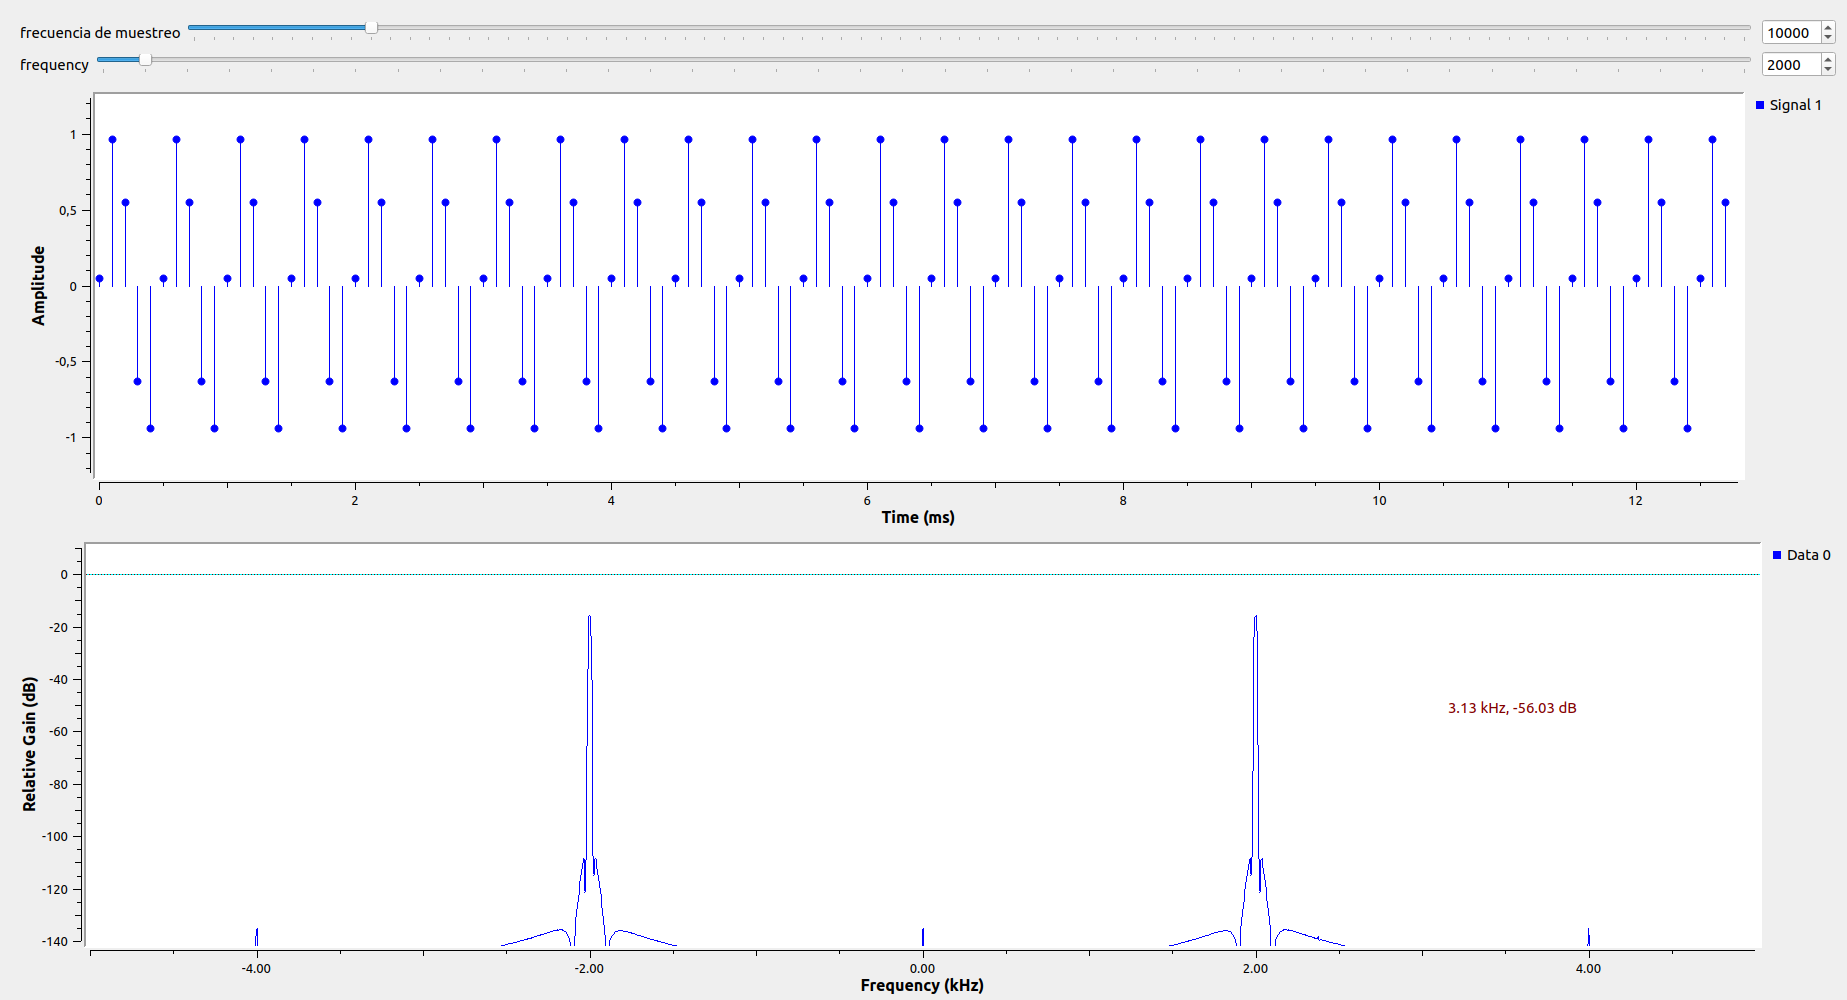 frecuencia de muestreo 10000
frequency 2000
Signal 1
Amplitude
1
0,5
0
-0,5
-1
0 2 4 6 8 10 12
Time (ms)
Data 0
Relative Gain (dB)
0
-20
-40
-60
-80
-100
-120
-140
3.13 kHz, -56.03 dB
-4.00 -2.00 0.00 2.00 4.00
Frequency (kHz)